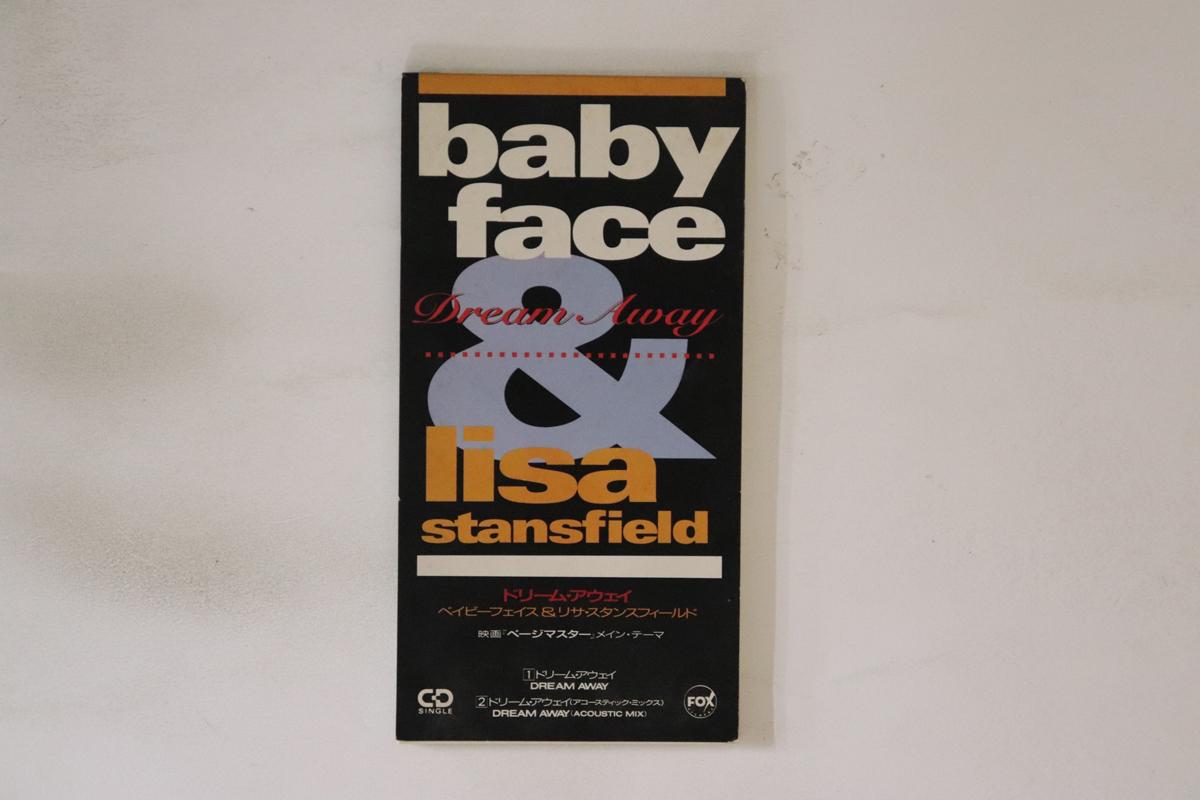 baby
face
&
Dream Away
lisa
stansfield
ドリーム・アウェイ
ベイビーフェイス&リサ・スタンスフィールド
映画『ページマスター』メイン・テーマ
1 ドリーム・アウェイ
DREAM AWAY
2 ドリーム・アウェイ(アコースティック・ミックス)
DREAM AWAY (ACOUSTIC MIX)
CD
SINGLE
FOX